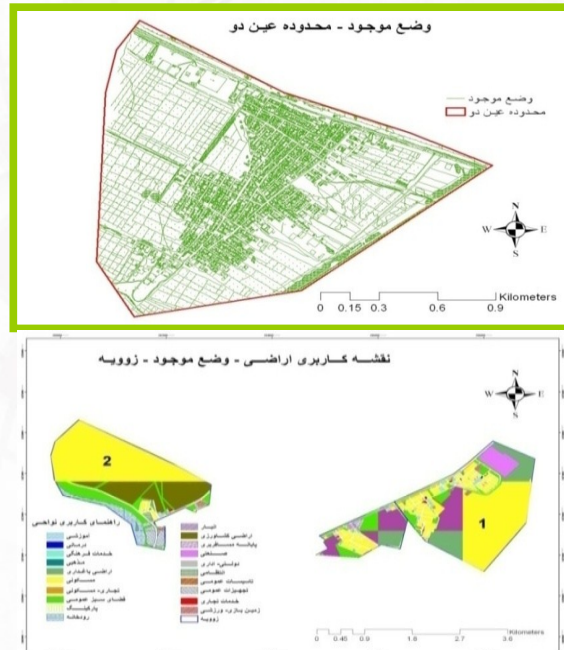 وضع موجود - محدوده عین دو
وضع موجود
محدوده عین دو
N
W
E
S
Kilometers
0 0.15 0.3 0.6 0.9
نقشه کاربری اراضی - وضع موجود - زوویه
N
W
E
S
2
1
راهنمای کاربری نواحی
آموزشی
درمانی
خدمات فرهنگی
مذهبی
اراضی باغداری
مسکونی
تجاری- مسکونی
فضای سبز عمومی
پارکینگ
رودخانه
انبار
اراضی کشاورزی
پایانه مسافربری
صنعتی
دولتی- اداری
انتظامی
تاسیسات عمومی
تجهیزات عمومی
خدمات تجاری
زمین بازی- ورزشی
زوویه
Kilometers
0 0.45 0.9 1.8 2.7 3.6